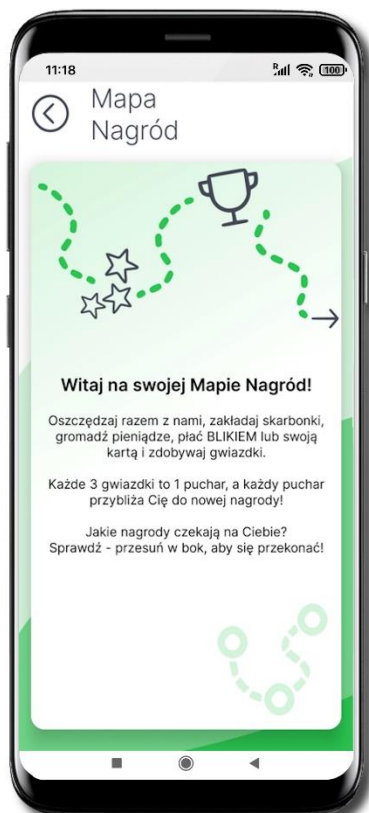 11:18
R
100
Mapa
Nagród
Witaj na swojej Mapie Nagród!
Oszczędzaj razem z nami, zakładaj skarbonki,
gromadź pieniądze, płać BLIKIEM lub swoją
kartą i zdobywaj gwiazdki.
Każde 3 gwiazdki to 1 puchar, a każdy puchar
przybliża Cię do nowej nagrody!
Jakie nagrody czekają na Ciebie?
Sprawdź - przesuń w bok, aby się przekonać!